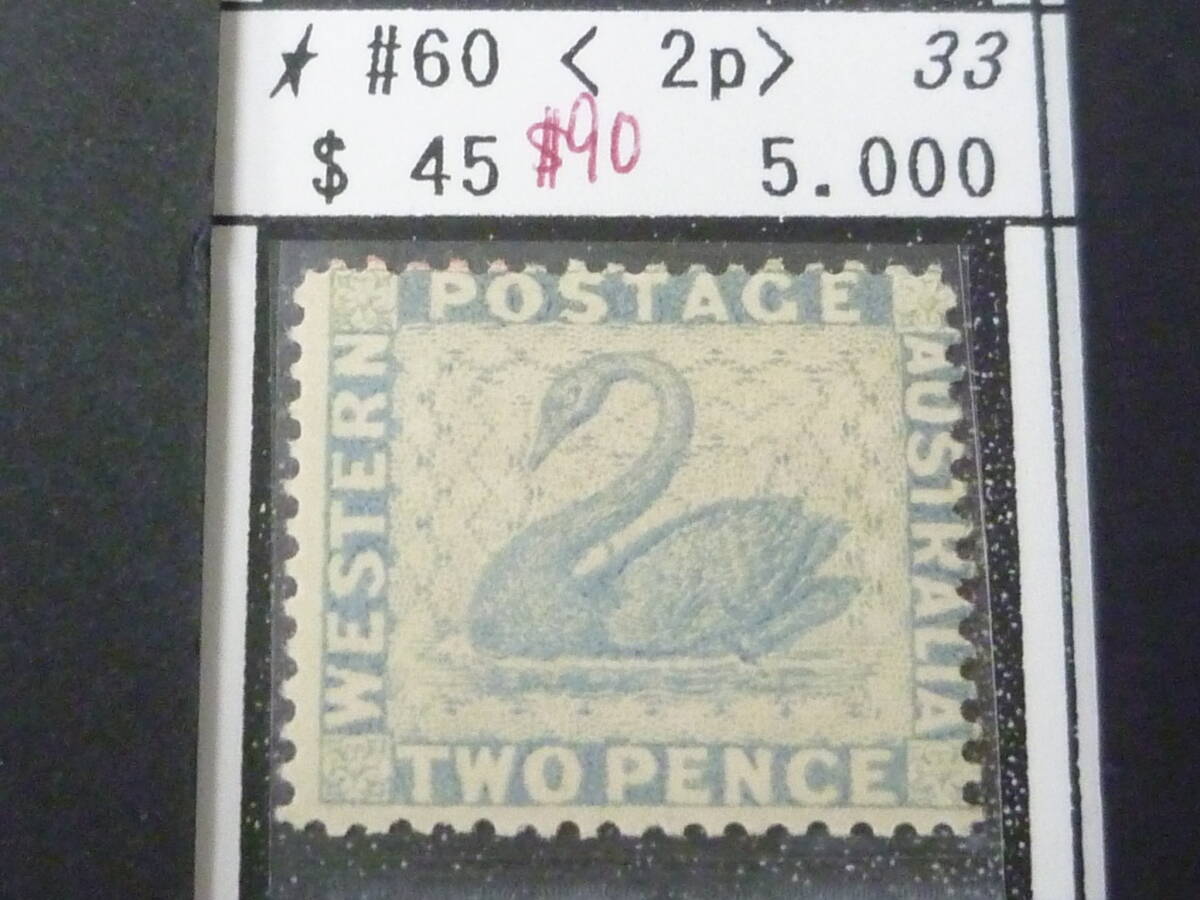 ★ #60 < 2p> 33
$ 45 $90 5.000
POSTAGE
WESTERN
AUSTRALIA
TWO PENCE